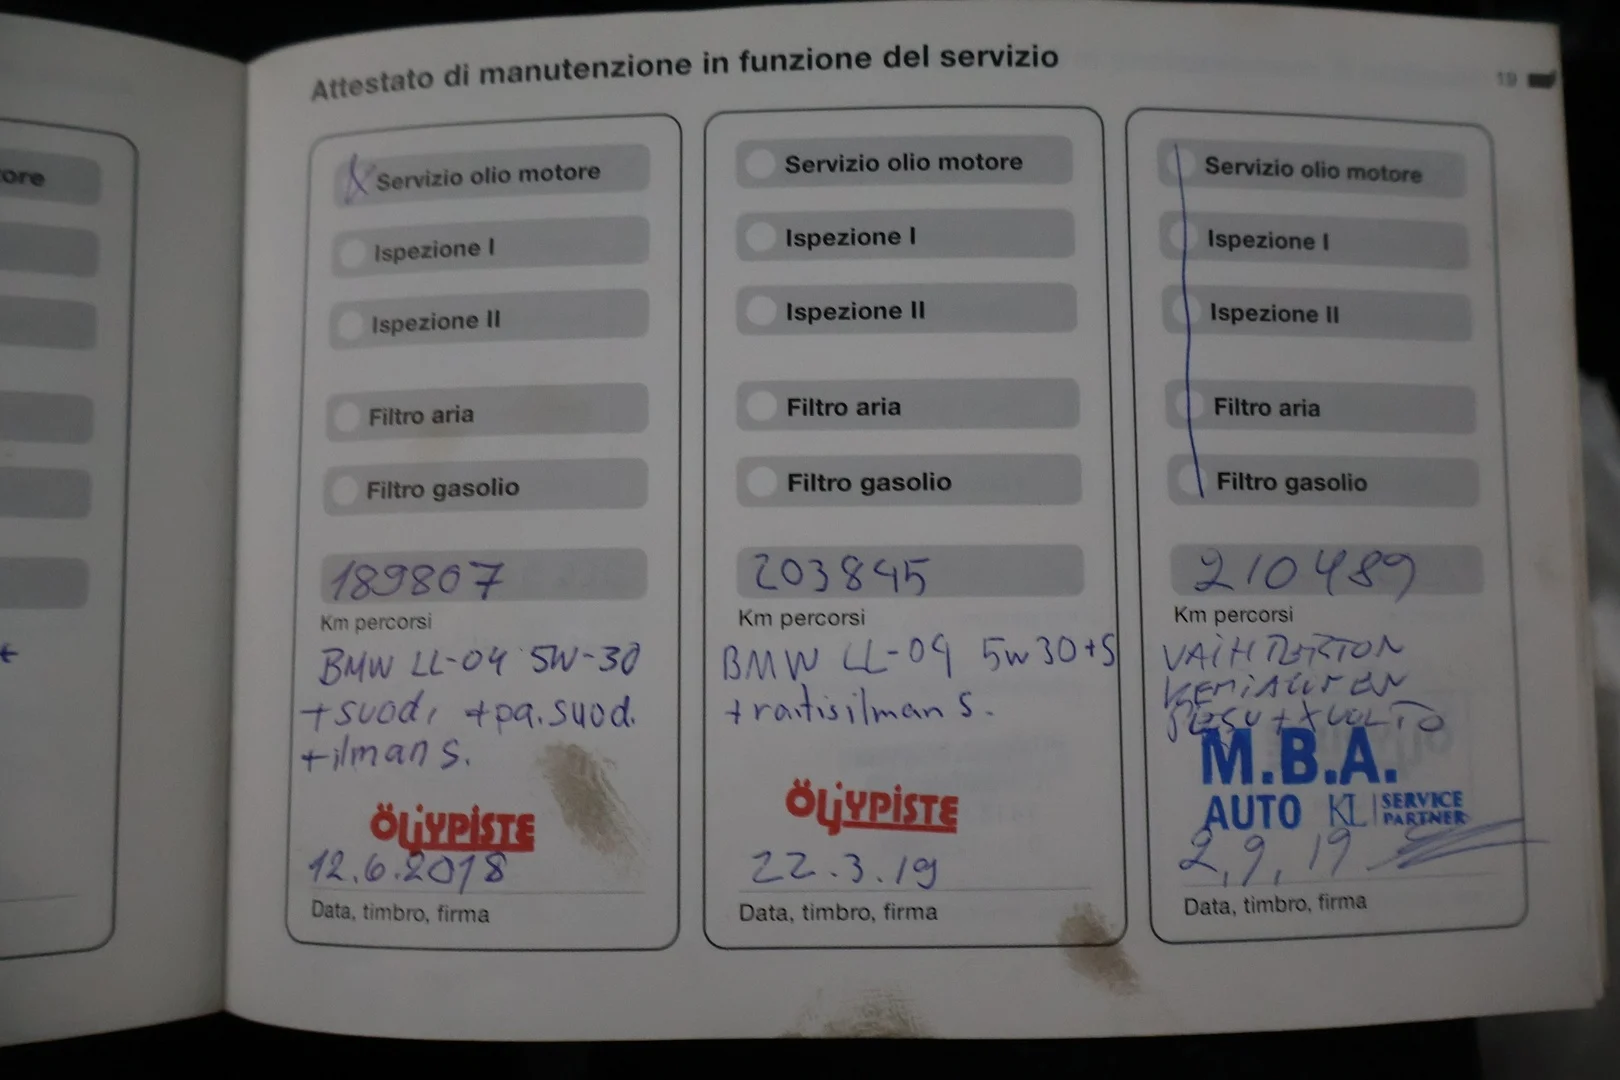 Attestato di manutenzione in funzione del servizio
19
ore
Servizio olio motore
Ispezione I
Ispezione II
Filtro aria
Filtro gasolio
189807
Km percorsi
BMW LL-04 5W-30
+suod, +pa.suod.
+ilman s.
ÖLJYPISTE
12.6.2018
Data, timbro, firma
Servizio olio motore
Ispezione I
Ispezione II
Filtro aria
Filtro gasolio
203845
Km percorsi
BMW LL-04 5w30+S
+raitisilman s.
ÖLJYPISTE
22.3.19
Data, timbro, firma
Servizio olio motore
Ispezione I
Ispezione II
Filtro aria
Filtro gasolio
210489
Km percorsi
M.B.A.
AUTO KL SERVICE
PARTNER
2,9,19
Data, timbro, firma